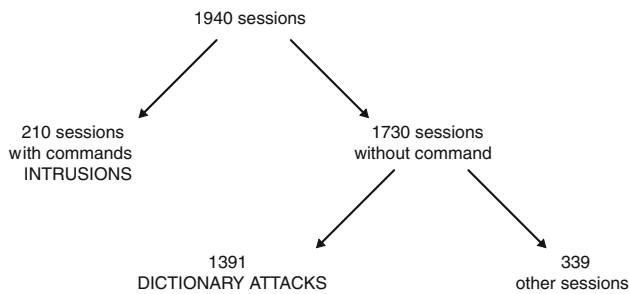 1940 sessions
210 sessions
with commands
INTRUSIONS
1730 sessions
without command
1391
DICTIONARY ATTACKS
339
other sessions